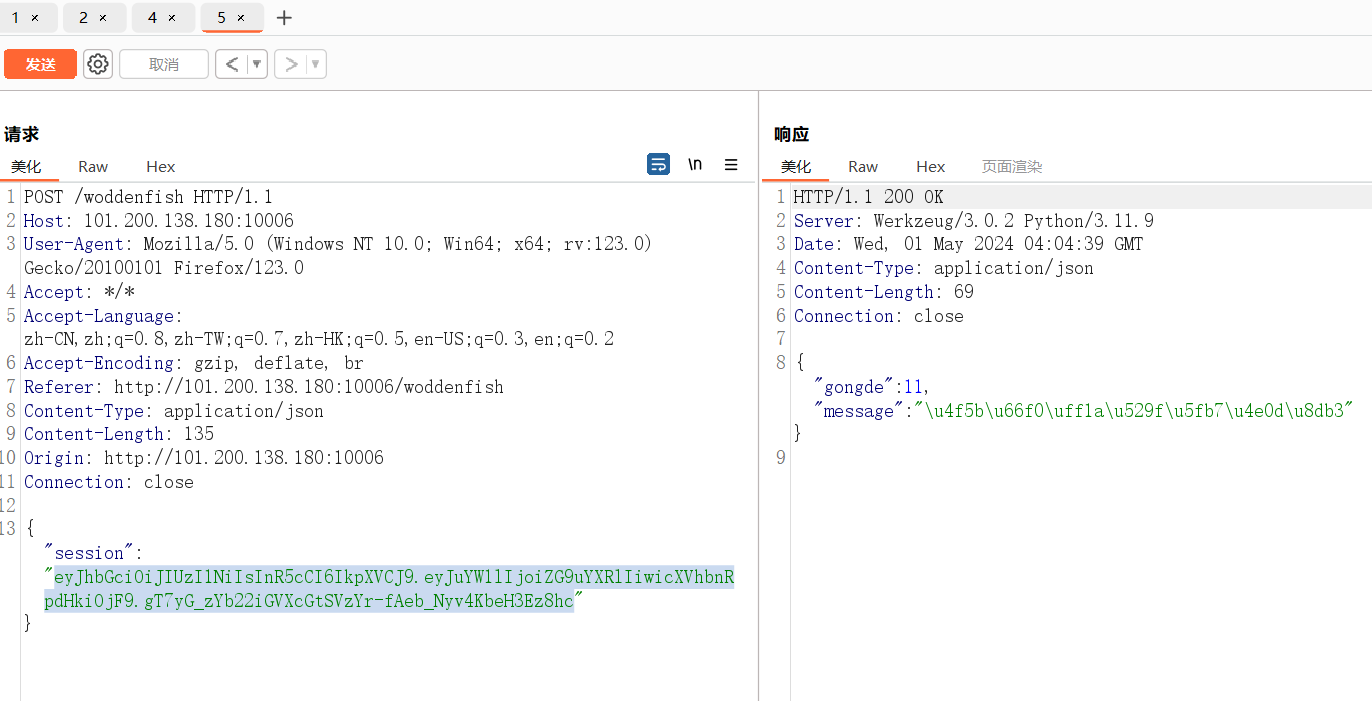 1 × 2 × 4 × 5 × +
发送 取消 < ▼ > ▼
请求
美化 Raw Hex \n ≡
1 POST /woddenfish HTTP/1.1
2 Host: 101.200.138.180:10006
3 User-Agent: Mozilla/5.0 (Windows NT 10.0; Win64; x64; rv:123.0)
Gecko/20100101 Firefox/123.0
4 Accept: */*
5 Accept-Language:
zh-CN,zh;q=0.8,zh-TW;q=0.7,zh-HK;q=0.5,en-US;q=0.3,en;q=0.2
6 Accept-Encoding: gzip, deflate, br
7 Referer: http://101.200.138.180:10006/woddenfish
8 Content-Type: application/json
9 Content-Length: 135
10 Origin: http://101.200.138.180:10006
11 Connection: close
12
13 {
"session":
"eyJhbGciOiJIUzI1NiIsInR5cCI6IkpXVCJ9.eyJuYW1lIjoiZG9uYXRlIiwicXVhbnR
pdHkiOjF9.gT7yG_zYb22iGVXcGtSVzYr-fAeb_Nyv4KbeH3Ez8hc"
}
响应
美化 Raw Hex 页面渲染
1 HTTP/1.1 200 OK
2 Server: Werkzeug/3.0.2 Python/3.11.9
3 Date: Wed, 01 May 2024 04:04:39 GMT
4 Content-Type: application/json
5 Content-Length: 69
6 Connection: close
7
8 {
"gongde":11,
"message":"\u4f5b\u66f0\uff1a\u529f\u5fb7\u4e0d\u8db3"
}
9